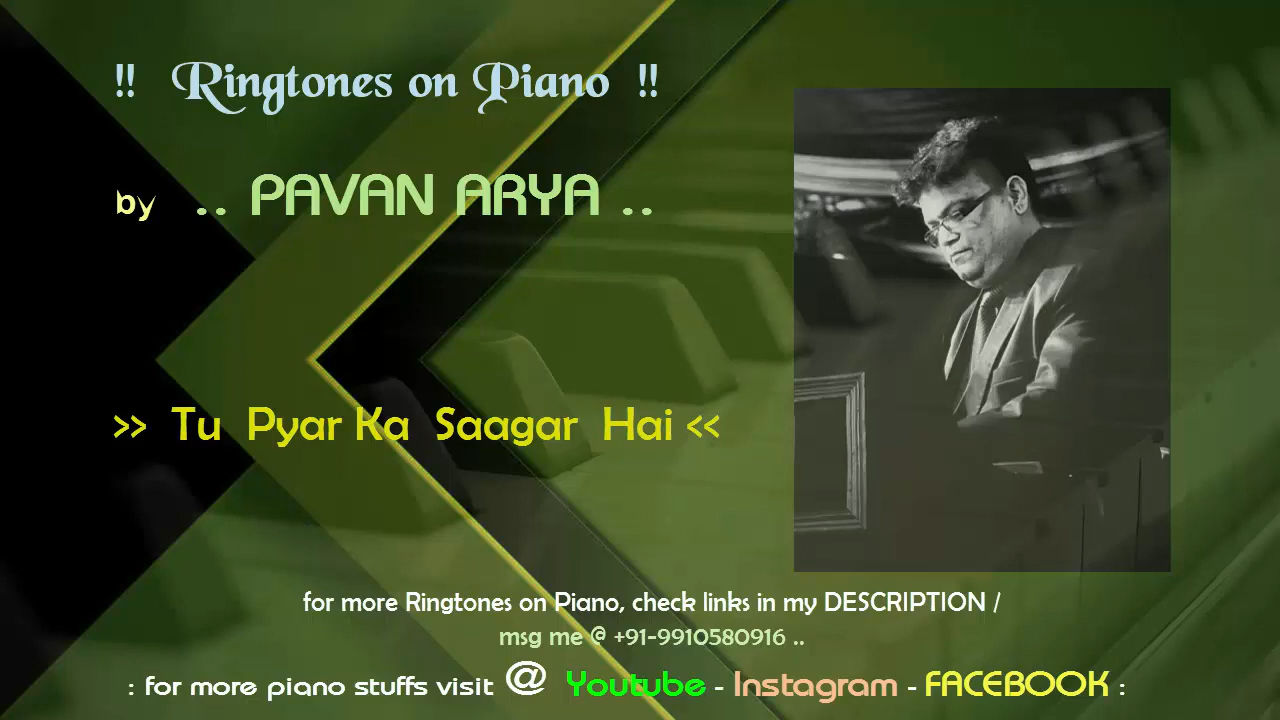 !! Ringtones on Piano !!
by .. PAVAN ARYA ..
>> Tu Pyar Ka Saagar Hai <<
for more Ringtones on Piano, check links in my DESCRIPTION /
msg me @ +91-9910580916 ..
: for more piano stuffs visit @ Youtube - Instagram - FACEBOOK :